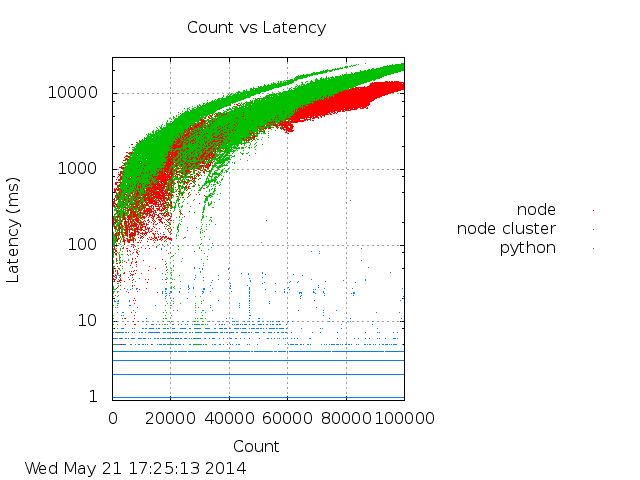 Count vs Latency
Latency (ms)
10000
1000
100
10
1
0 20000 40000 60000 80000 100000
Count
node
node cluster
python
Wed May 21 17:25:13 2014